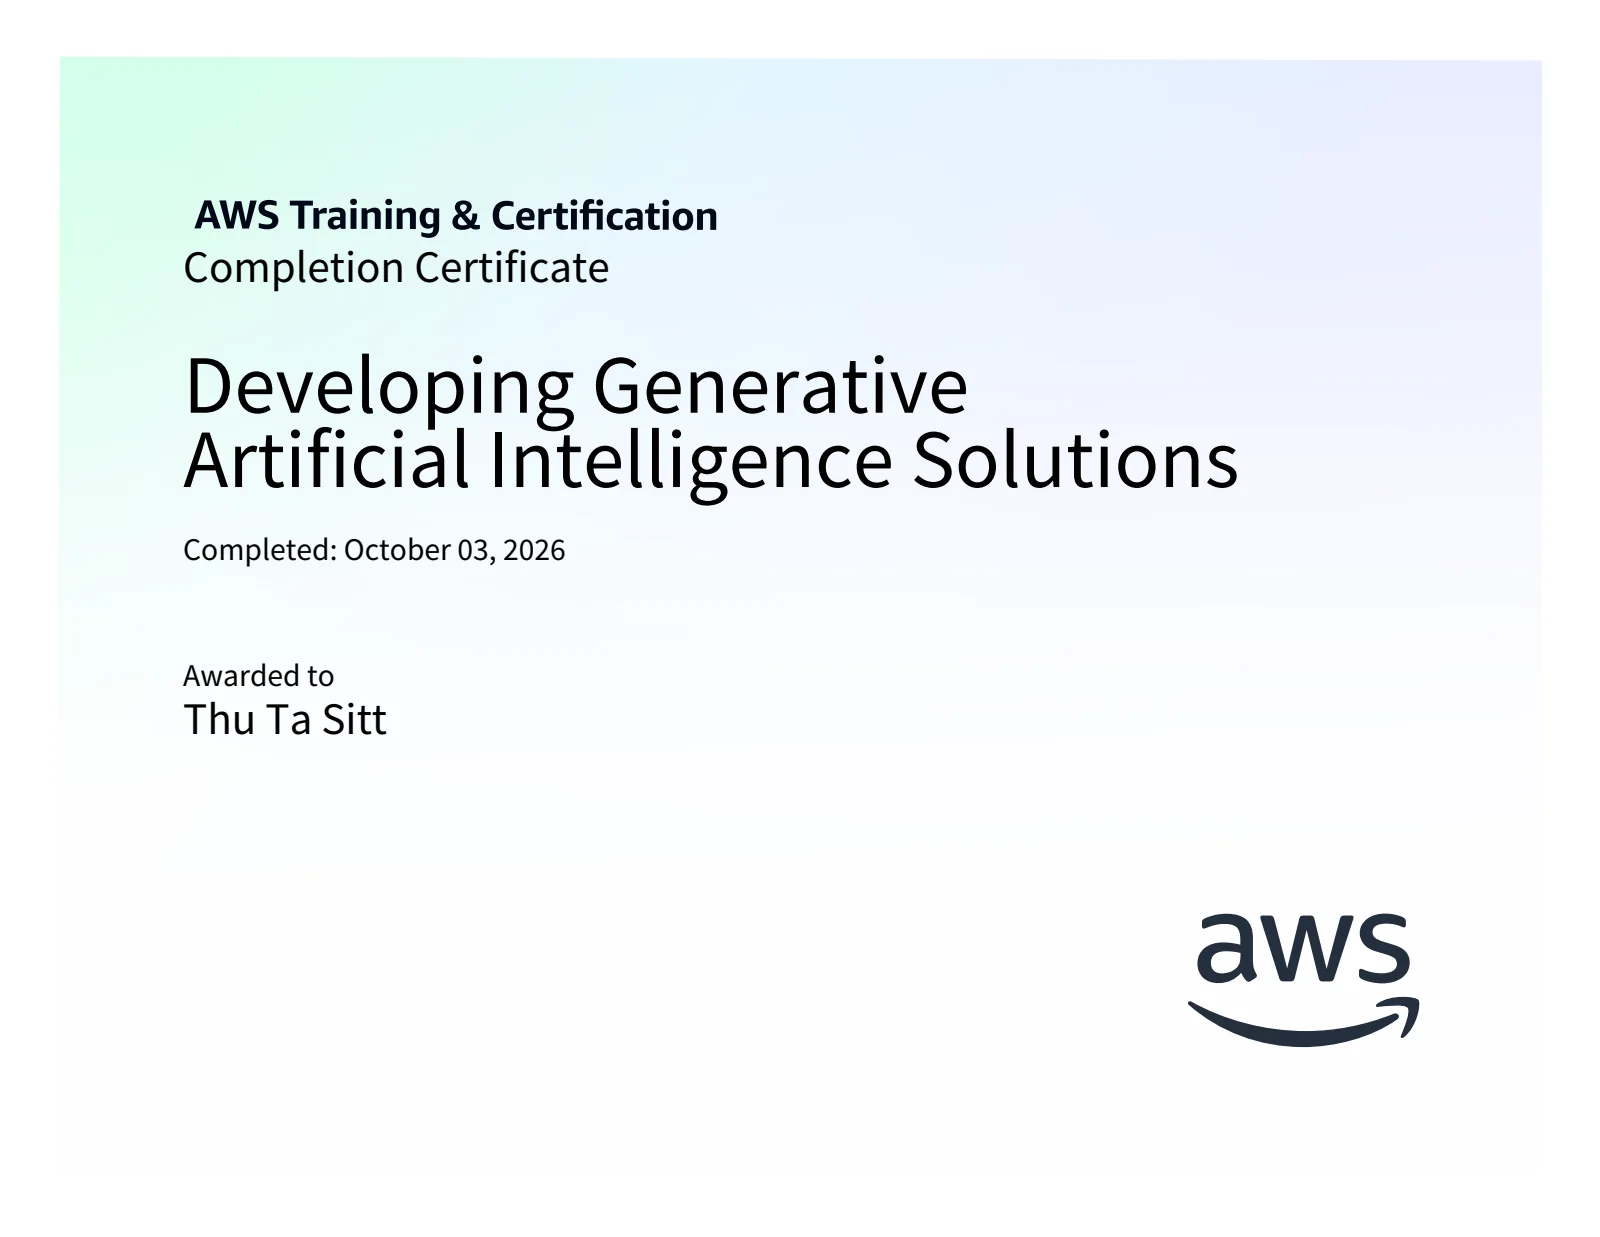 AWS Training & Certification
Completion Certificate
Developing Generative
Artificial Intelligence Solutions
Completed: October 03, 2026
Awarded to
Thu Ta Sitt
aws